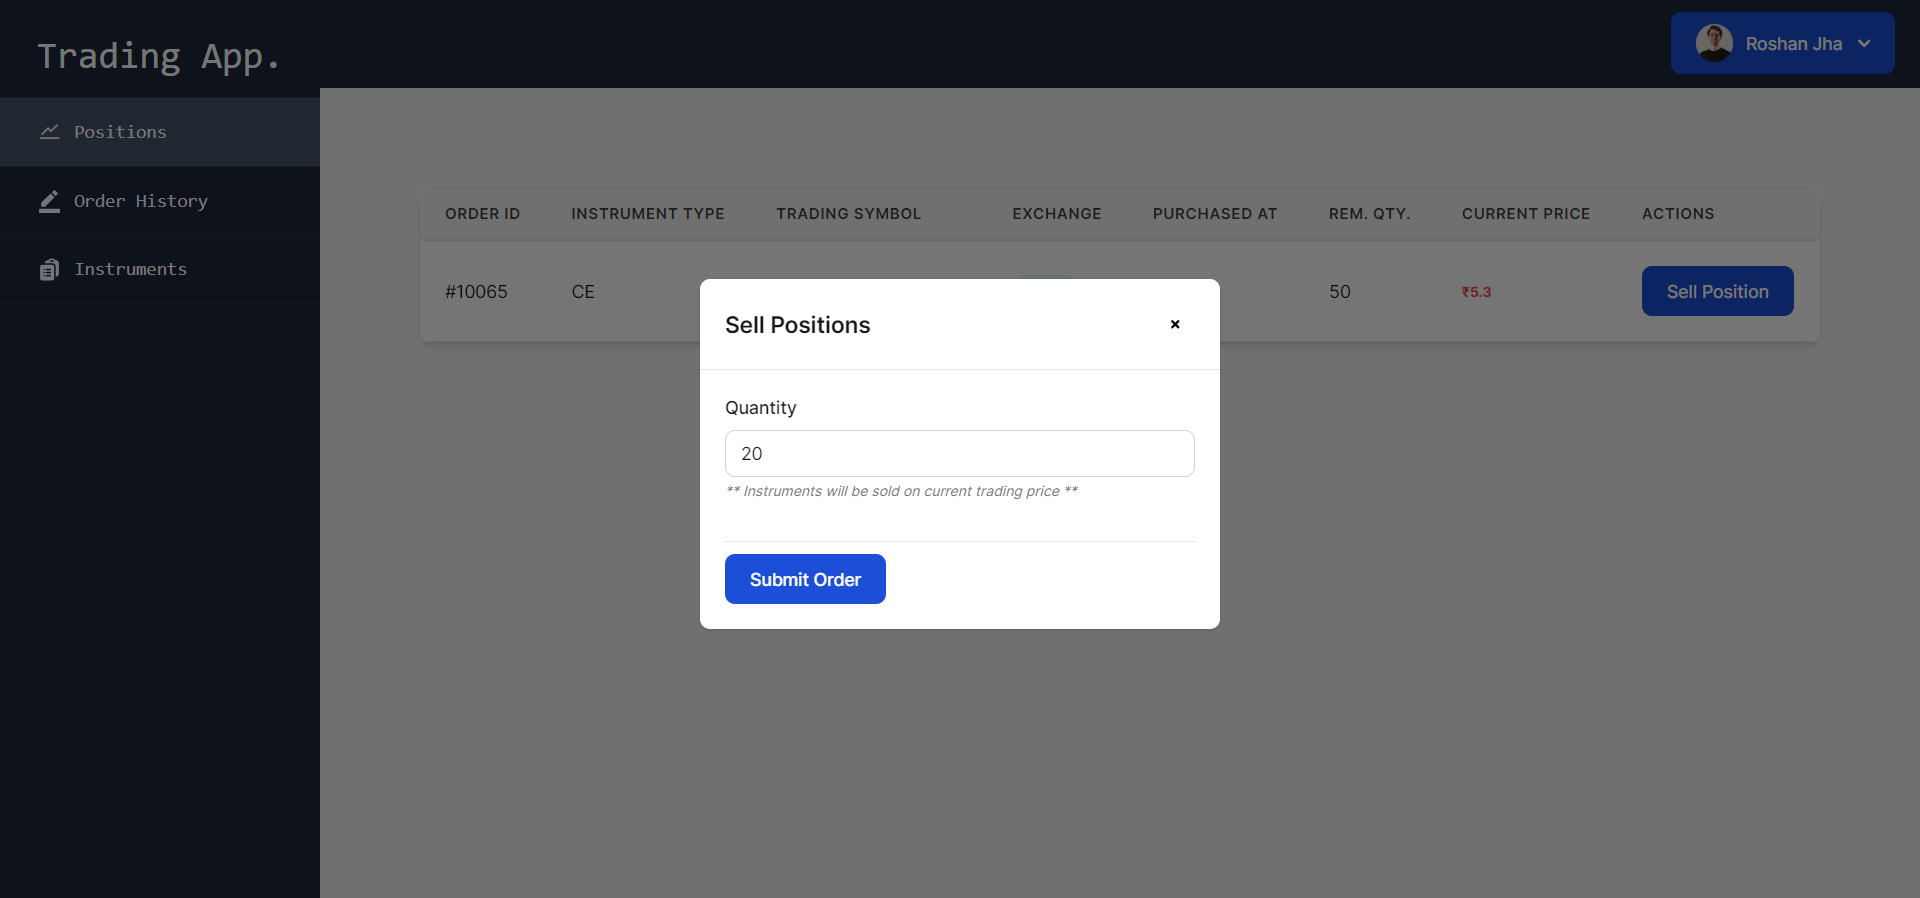 Trading App.
Roshan Jha
Positions
Order History
Instruments
ORDER ID INSTRUMENT TYPE TRADING SYMBOL EXCHANGE PURCHASED AT REM. QTY. CURRENT PRICE ACTIONS
#10065 CE 50 ₹5.3 Sell Position
Sell Positions
Quantity
20
** Instruments will be sold on current trading price **
Submit Order